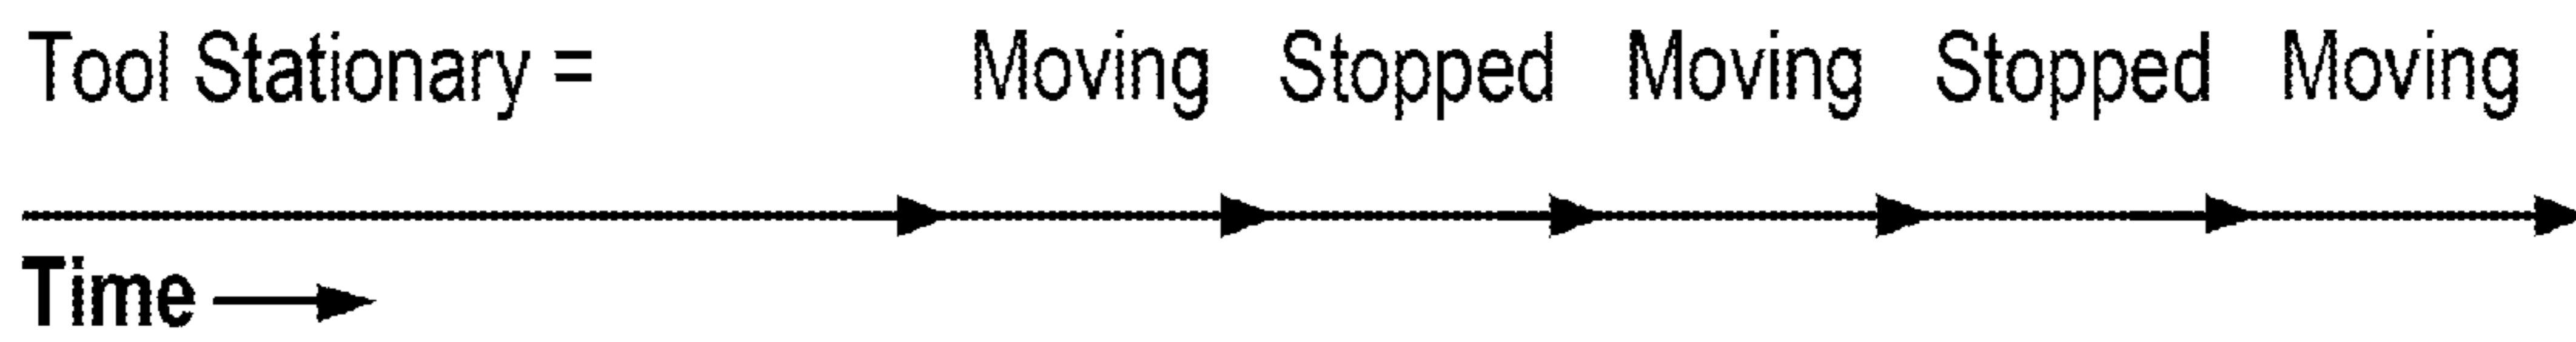 Tool Stationary = Moving Stopped Moving Stopped Moving
Time